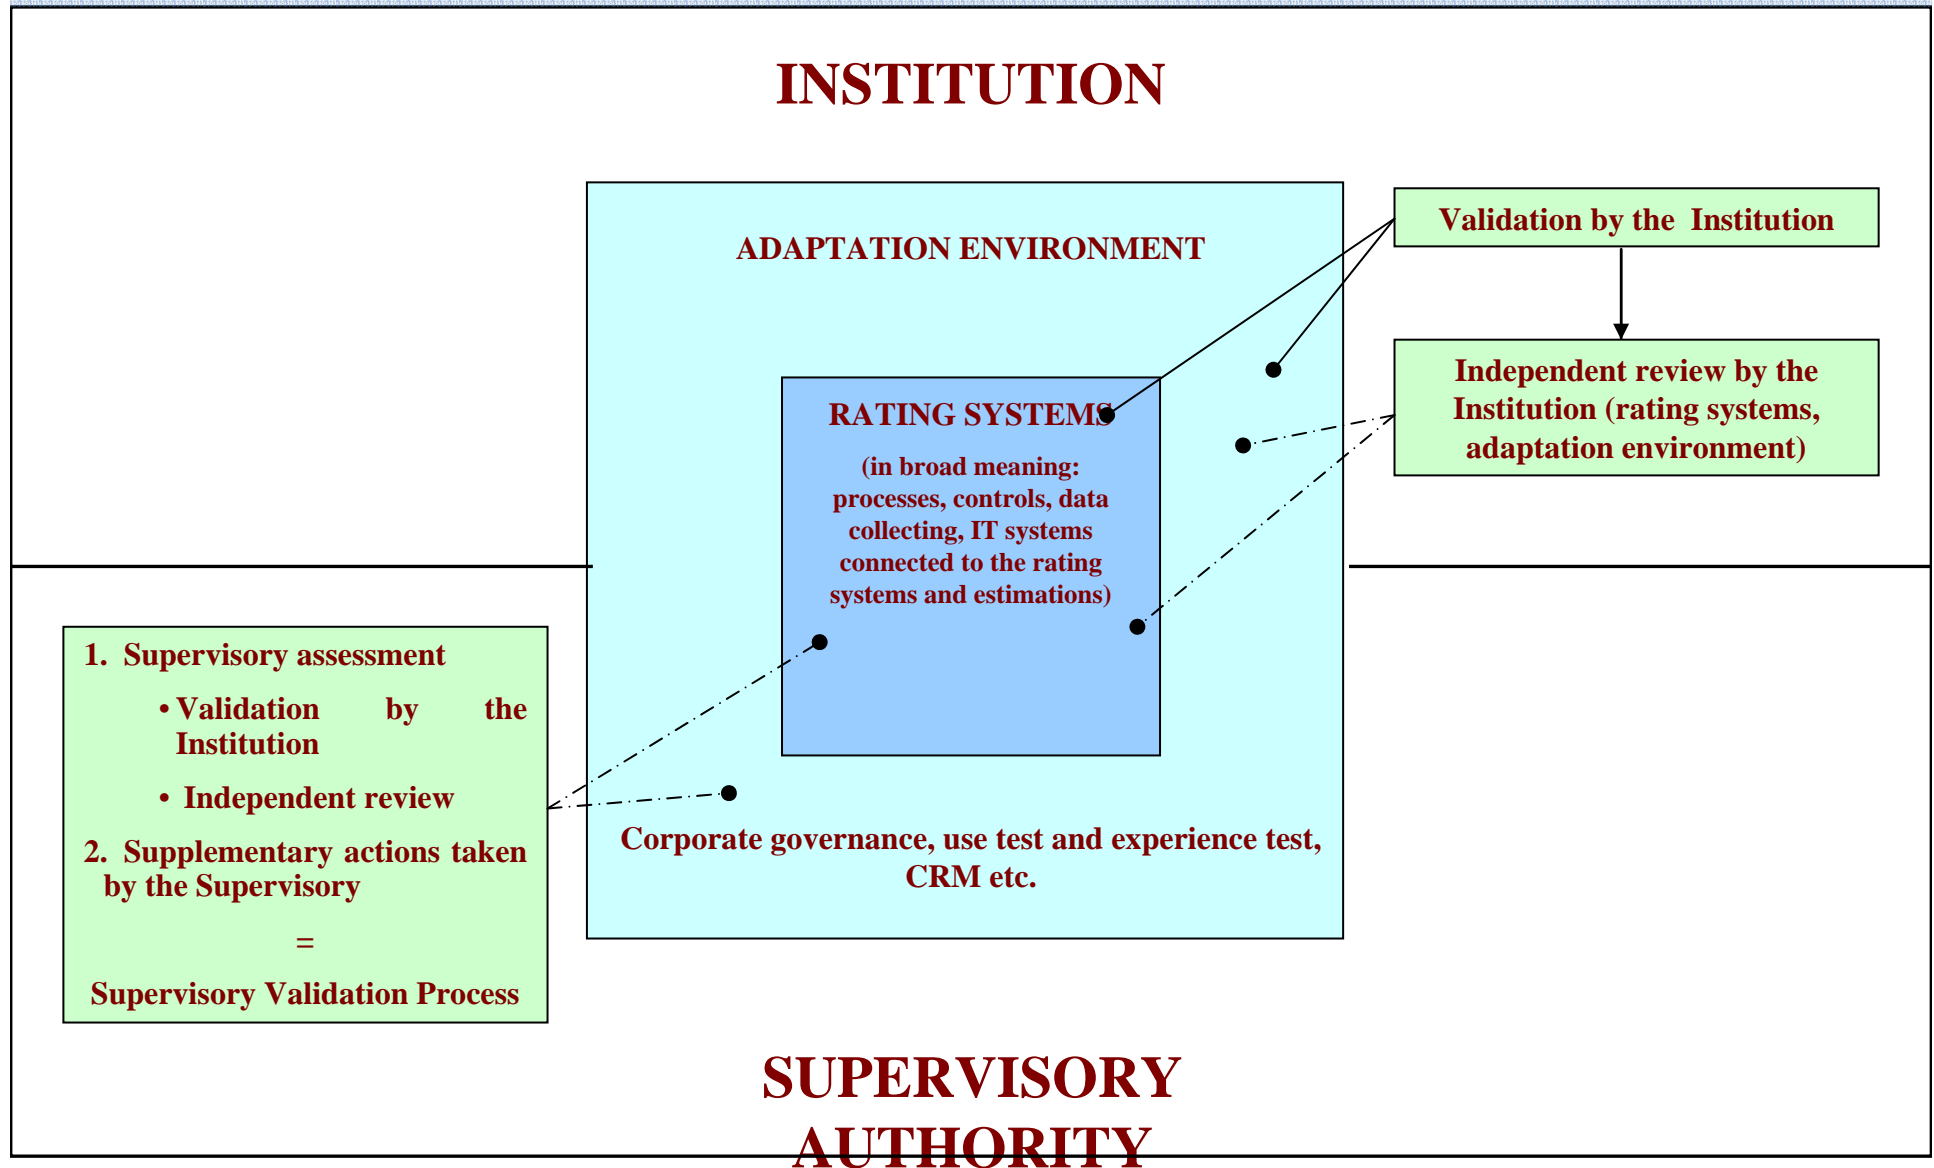 INSTITUTION
ADAPTATION ENVIRONMENT
Validation by the Institution
Independent review by the
Institution (rating systems,
adaptation environment)
RATING SYSTEMS
(in broad meaning:
processes, controls, data
collecting, IT systems
connected to the rating
systems and estimations)
1. Supervisory assessment
• Validation by the
Institution
• Independent review
2. Supplementary actions taken
by the Supervisory
=
Supervisory Validation Process
Corporate governance, use test and experience test,
CRM etc.
SUPERVISORY
AUTHORITY